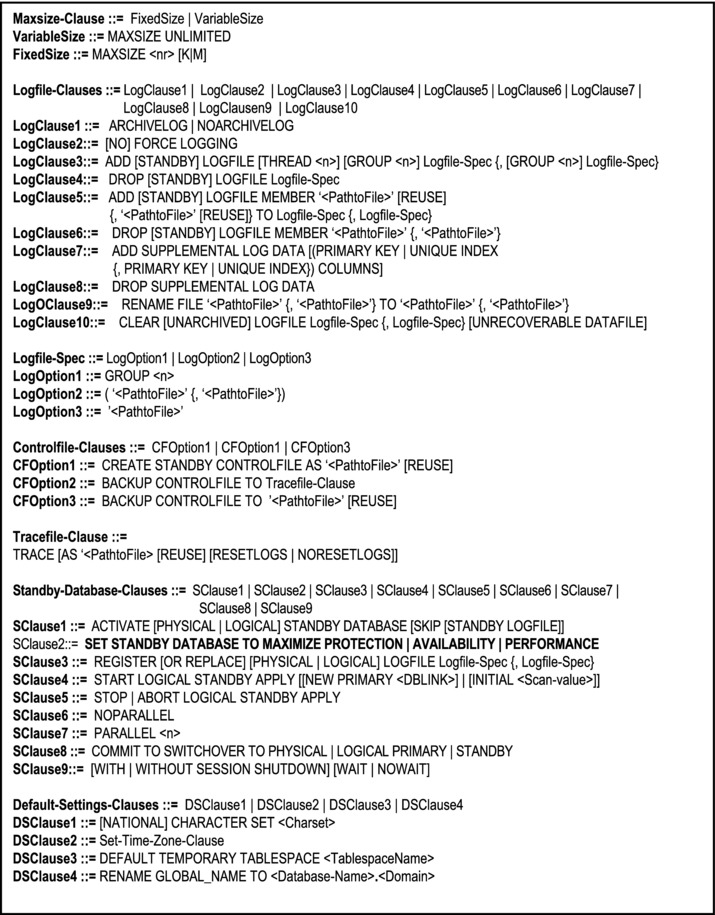 Maxsize-Clause ::= FixedSize | VariableSize
VariableSize ::= MAXSIZE UNLIMITED
FixedSize ::= MAXSIZE <nr> [K|M]
Logfile-Clauses ::= LogClause1 | LogClause2 | LogClause3 | LogClause4 | LogClause5 | LogClause6 | LogClause7 |
LogClause8 | LogClausen9 | LogClause10
LogClause1 ::= ARCHIVELOG | NOARCHIVELOG
LogClause2::= [NO] FORCE LOGGING
LogClause3::= ADD [STANDBY] LOGFILE [THREAD <n>] [GROUP <n>] Logfile-Spec {, [GROUP <n>] Logfile-Spec}
LogClause4::= DROP [STANDBY] LOGFILE Logfile-Spec
LogClause5::= ADD [STANDBY] LOGFILE MEMBER ‘<PathtoFile>’ [REUSE]
{, ‘<PathtoFile>’ [REUSE]} TO Logfile-Spec {, Logfile-Spec}
LogClause6::= DROP [STANDBY] LOGFILE MEMBER ‘<PathtoFile>’ {, ‘<PathtoFile>’}
LogClause7::= ADD SUPPLEMENTAL LOG DATA [(PRIMARY KEY | UNIQUE INDEX
{, PRIMARY KEY | UNIQUE INDEX}) COLUMNS]
LogClause8::= DROP SUPPLEMENTAL LOG DATA
LogOClause9::= RENAME FILE ‘<PathtoFile>’ {, ‘<PathtoFile>’} TO ‘<PathtoFile>’ {, ‘<PathtoFile>’}
LogClause10::= CLEAR [UNARCHIVED] LOGFILE Logfile-Spec {, Logfile-Spec} [UNRECOVERABLE DATAFILE]
Logfile-Spec ::= LogOption1 | LogOption2 | LogOption3
LogOption1 ::= GROUP <n>
LogOption2 ::= ( ‘<PathtoFile>’ {, ‘<PathtoFile>’})
LogOption3 ::= ’<PathtoFile>’
Controlfile-Clauses ::= CFOption1 | CFOption1 | CFOption3
CFOption1 ::= CREATE STANDBY CONTROLFILE AS ‘<PathtoFile>’ [REUSE]
CFOption2 ::= BACKUP CONTROLFILE TO Tracefile-Clause
CFOption3 ::= BACKUP CONTROLFILE TO ’<PathtoFile>’ [REUSE]
Tracefile-Clause ::=
TRACE [AS ‘<PathtoFile> [REUSE] [RESETLOGS | NORESETLOGS]]
Standby-Database-Clauses ::= SClause1 | SClause2 | SClause3 | SClause4 | SClause5 | SClause6 | SClause7 |
SClause8 | SClause9
SClause1 ::= ACTIVATE [PHYSICAL | LOGICAL] STANDBY DATABASE [SKIP [STANDBY LOGFILE]]
SClause2::= SET STANDBY DATABASE TO MAXIMIZE PROTECTION | AVAILABILITY | PERFORMANCE
SClause3 ::= REGISTER [OR REPLACE] [PHYSICAL | LOGICAL] LOGFILE Logfile-Spec {, Logfile-Spec}
SClause4 ::= START LOGICAL STANDBY APPLY [[NEW PRIMARY <DBLINK>] | [INITIAL <Scan-value>]]
SClause5 ::= STOP | ABORT LOGICAL STANDBY APPLY
SClause6 ::= NOPARALLEL
SClause7 ::= PARALLEL <n>
SClause8 ::= COMMIT TO SWITCHOVER TO PHYSICAL | LOGICAL PRIMARY | STANDBY
SClause9::= [WITH | WITHOUT SESSION SHUTDOWN] [WAIT | NOWAIT]
Default-Settings-Clauses ::= DSClause1 | DSClause2 | DSClause3 | DSClause4
DSClause1 ::= [NATIONAL] CHARACTER SET <Charset>
DSClause2 ::= Set-Time-Zone-Clause
DSClause3 ::= DEFAULT TEMPORARY TABLESPACE <TablespaceName>
DSClause4 ::= RENAME GLOBAL_NAME TO <Database-Name>.<Domain>